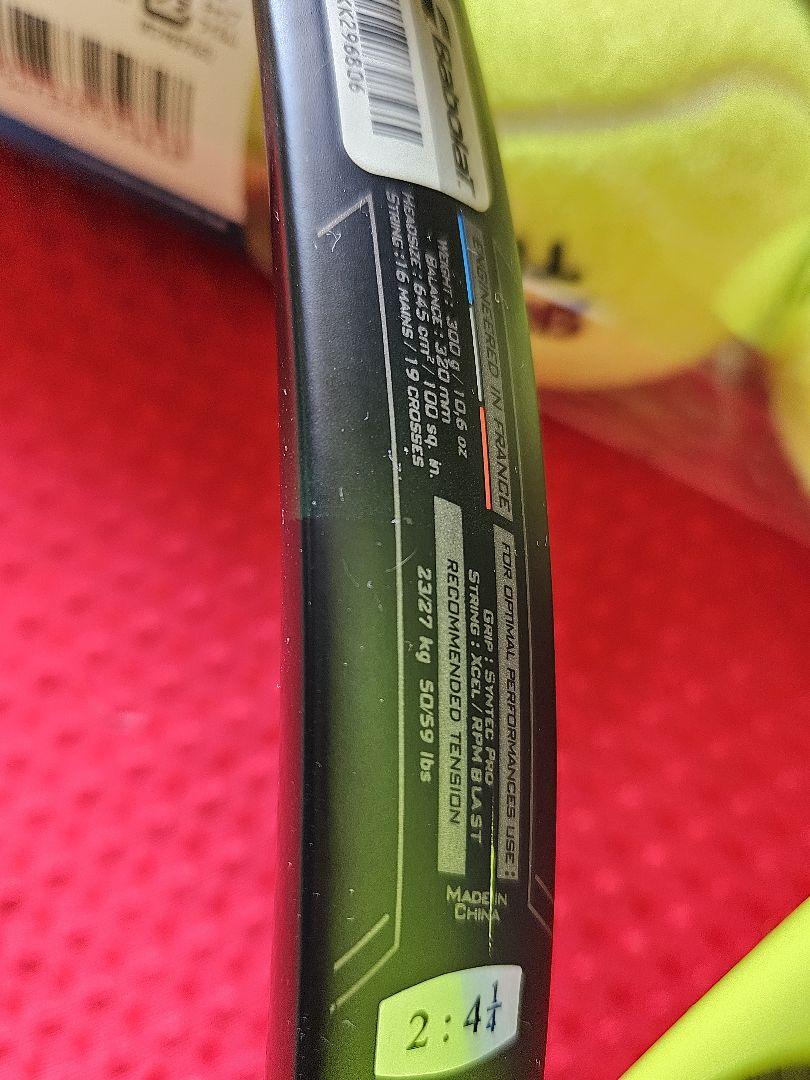 Babolat
K296806
ENGINEERED IN FRANCE
WEIGHT : 300 g / 10,6 oz
BALANCE : 320 mm
HEADSIZE : 645 cm² / 100 sq. in.
STRING : 16 MAINS / 19 CROSSES
FOR OPTIMAL PERFORMANCES USE :
GRIP : SYNTEC PRO
STRING : XCEL / RPM BLAST
RECOMMENDED TENSION
23/27 kg 50/59 lbs
MADE IN
CHINA
2 : 4 1/4